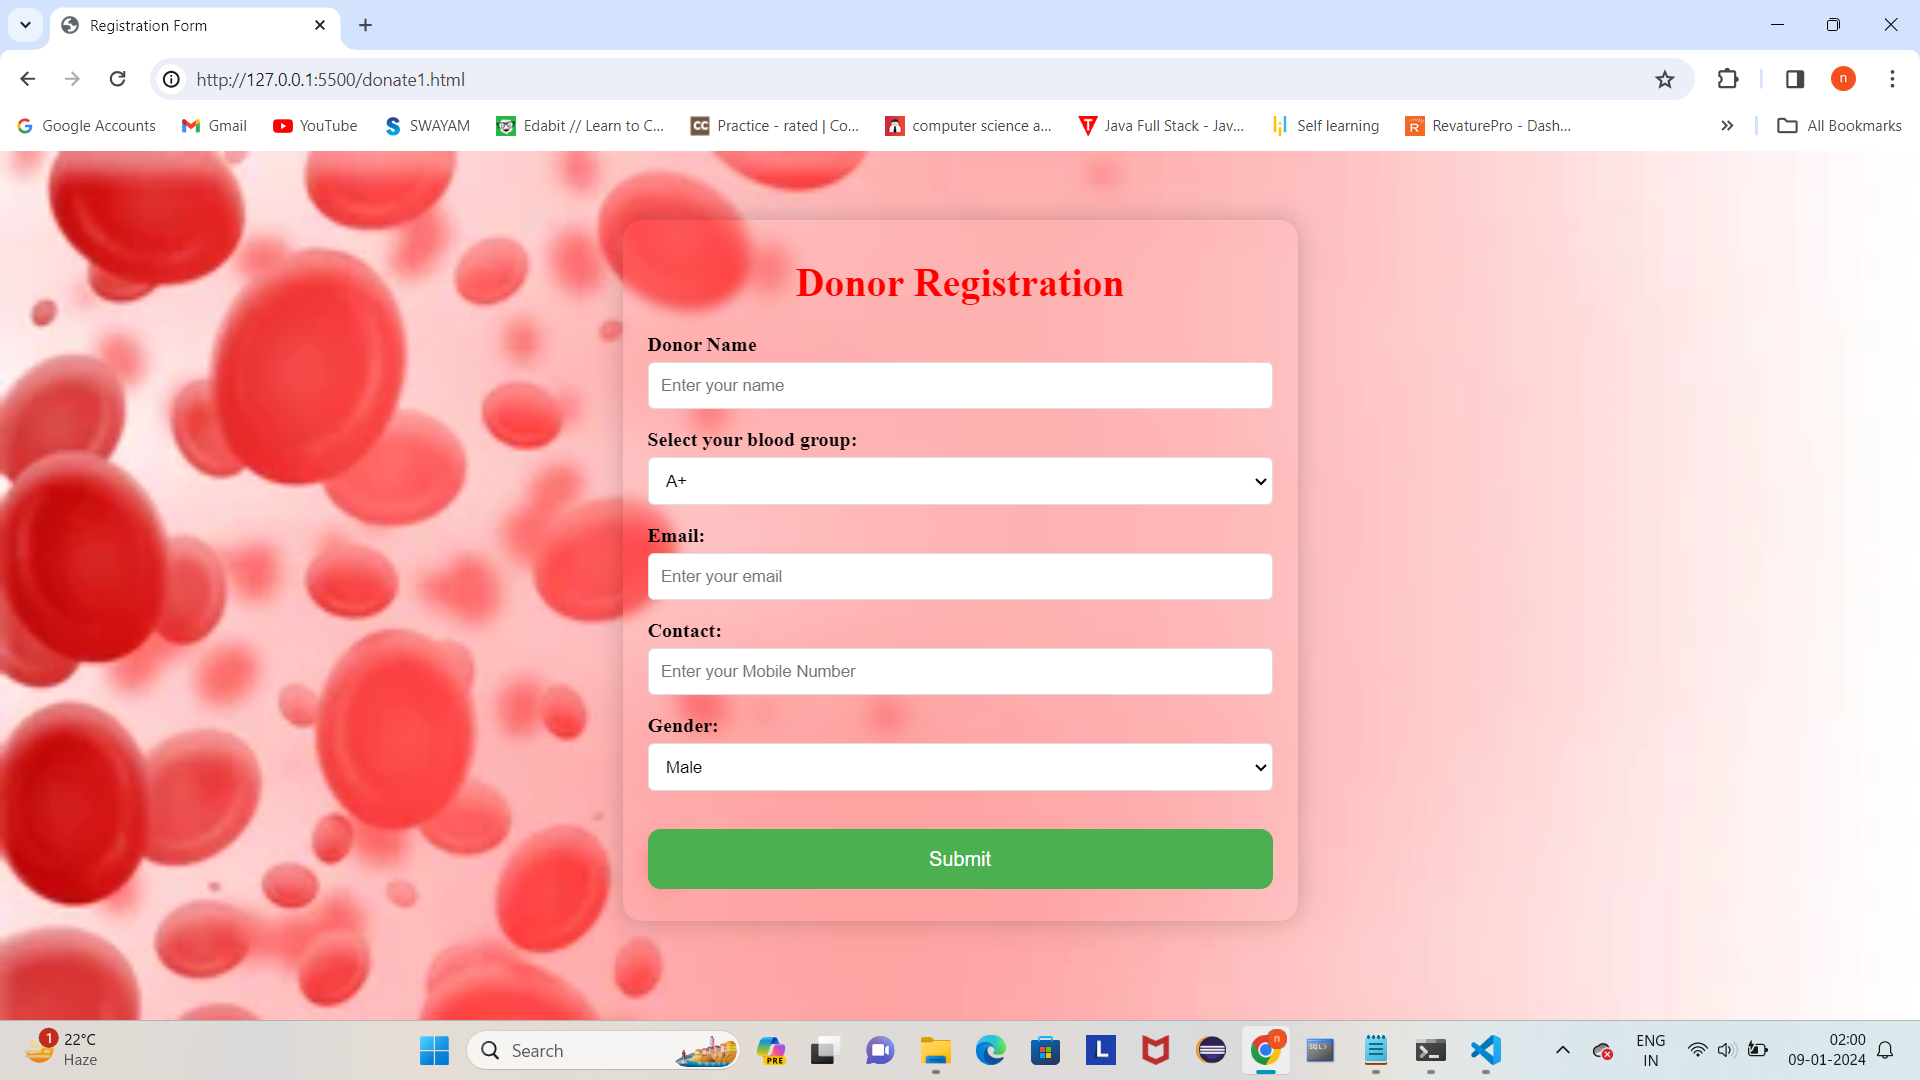 Registration Form
http://127.0.0.1:5500/donate1.html
n
Google Accounts
Gmail
YouTube
SWAYAM
Edabit // Learn to C...
CC
Practice - rated | Co...
computer science a...
Java Full Stack - Jav...
Self learning
R
RevaturePro - Dash...
All Bookmarks
Donor Registration
Donor Name
Enter your name
Select your blood group:
A+
Email:
Enter your email
Contact:
Enter your Mobile Number
Gender:
Male
Submit
1
22°C
Haze
Search
PRE
L
n
SQL>
ENG
IN
02:00
09-01-2024